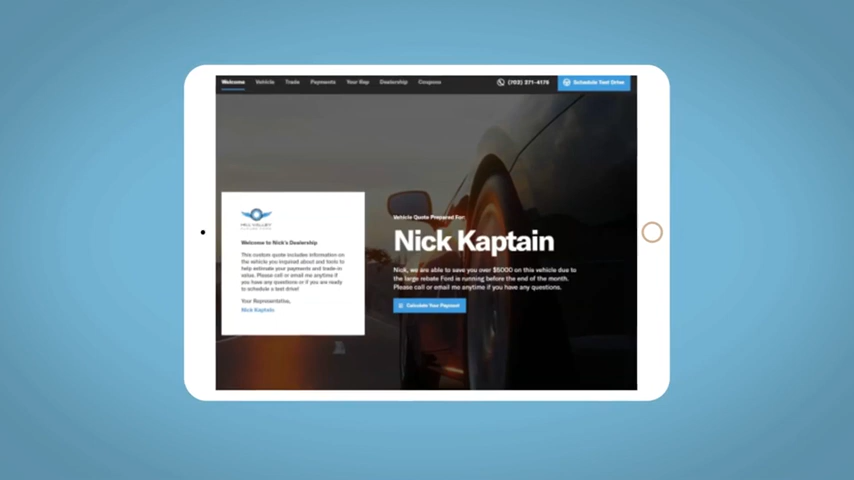 Welcome Vehicle Trade Payments Your Rep Dealership Coupons (702) 371-4175 Schedule Test Drive
Vehicle Quote Prepared For:
Nick Kaptain
Nick, we are able to save you over $5000 on this vehicle due to
the large rebate Ford is running before the end of the month.
Please call or email me anytime if you have any questions.
Calculate Your Payment
HILL VALLEY
Welcome to Nick's Dealership
This custom quote includes information on
the vehicle you inquired about and tools to
help estimate your payments and trade-in
value. Please call or email me anytime if
you have any questions or if you are ready
to schedule a test drive!
Your Representative,
Nick Kaptain